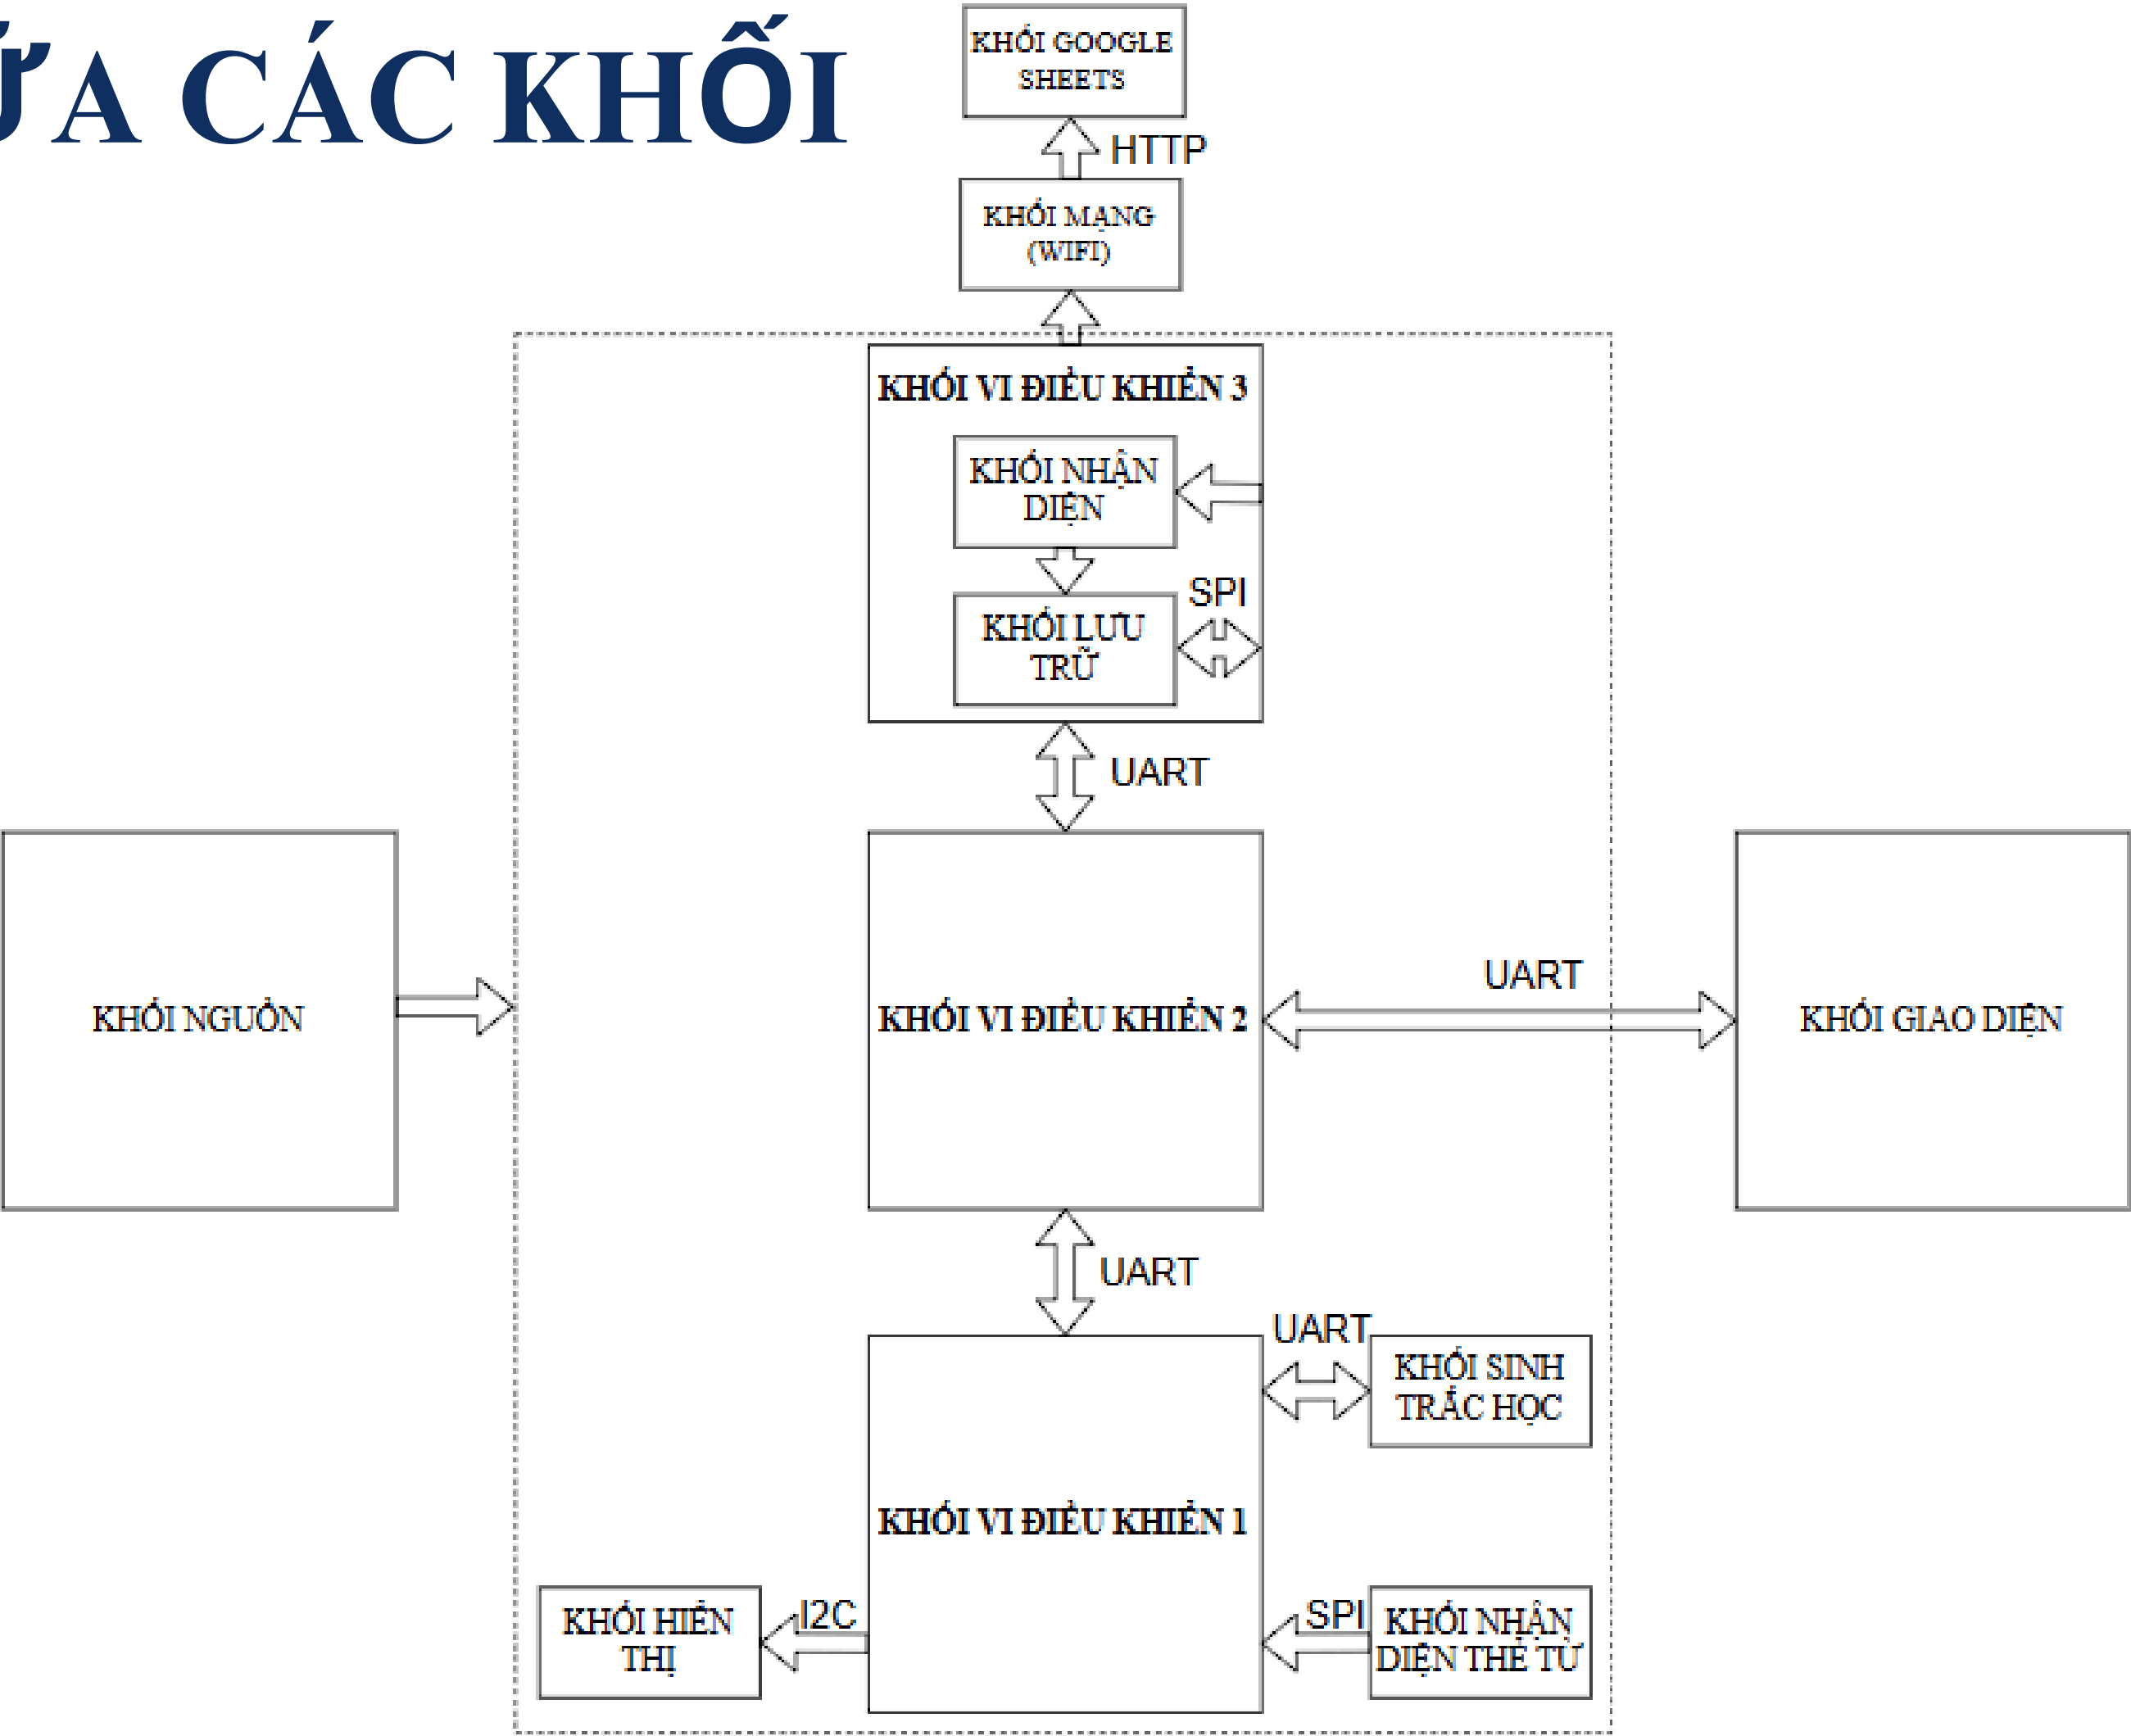 ỮA CÁC KHỐI
KHỐI GOOGLE
SHEETS
HTTP
KHỐI MẠNG
(WIFI)
KHỐI VI ĐIỀU KHIỂN 3
KHỐI NHẬN
DIỆN
SPI
KHỐI LƯU
TRỮ
UART
KHỐI NGUỒN
KHỐI VI ĐIỀU KHIỂN 2
UART
KHỐI GIAO DIỆN
UART
UART
KHỐI SINH
TRẮC HỌC
KHỐI VI ĐIỀU KHIỂN 1
KHỐI HIỂN
THỊ
I2C
SPI
KHỐI NHẬN
DIỆN THẺ TỪ